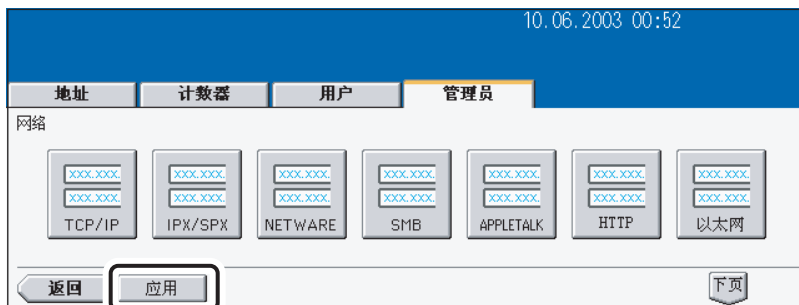 10.06.2003 00:52
地址 计数器 用户 管理员
网络
xxx.xxx. xxx.xxx. xxx.xxx. xxx.xxx. xxx.xxx. xxx.xxx. xxx.xxx.
xxx.xxx. xxx.xxx. xxx.xxx. xxx.xxx. xxx.xxx. xxx.xxx. xxx.xxx.
TCP/IP IPX/SPX NETWARE SMB APPLETALK HTTP 以太网
返回 应用 下页